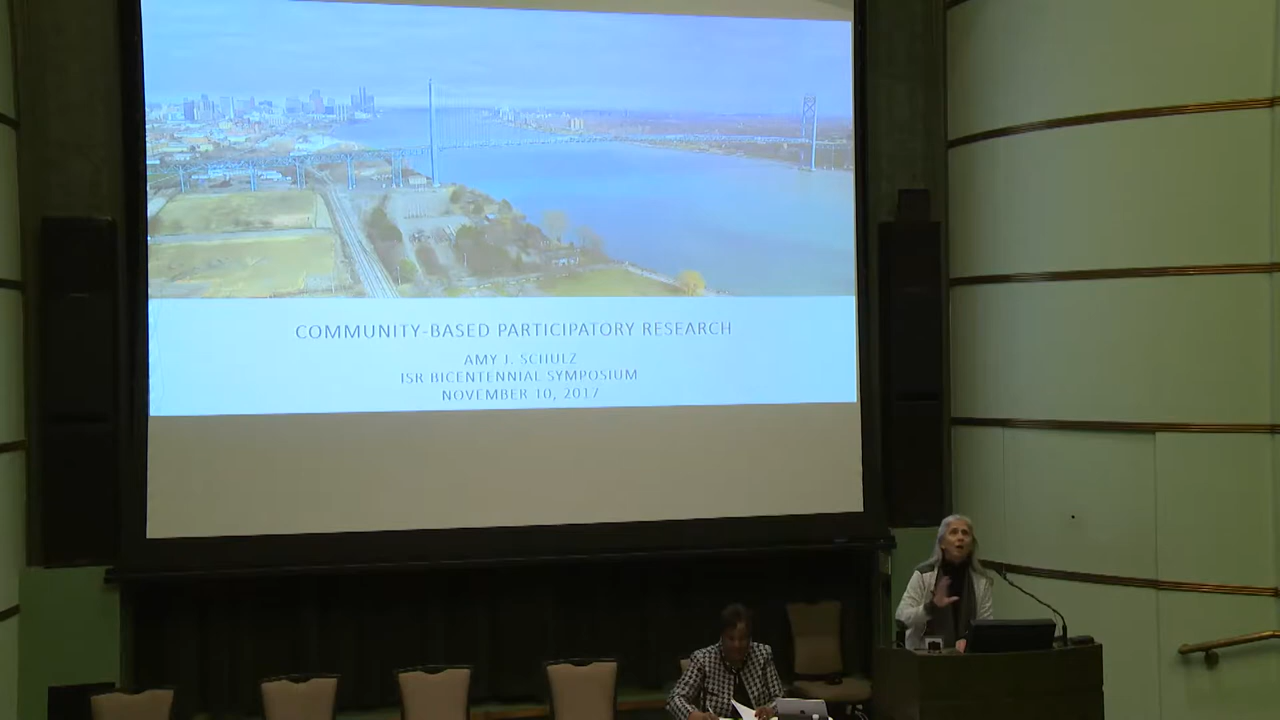 COMMUNITY-BASED PARTICIPATORY RESEARCH
AMY J. SCHULZ
ISR BICENTENNIAL SYMPOSIUM
NOVEMBER 10, 2017